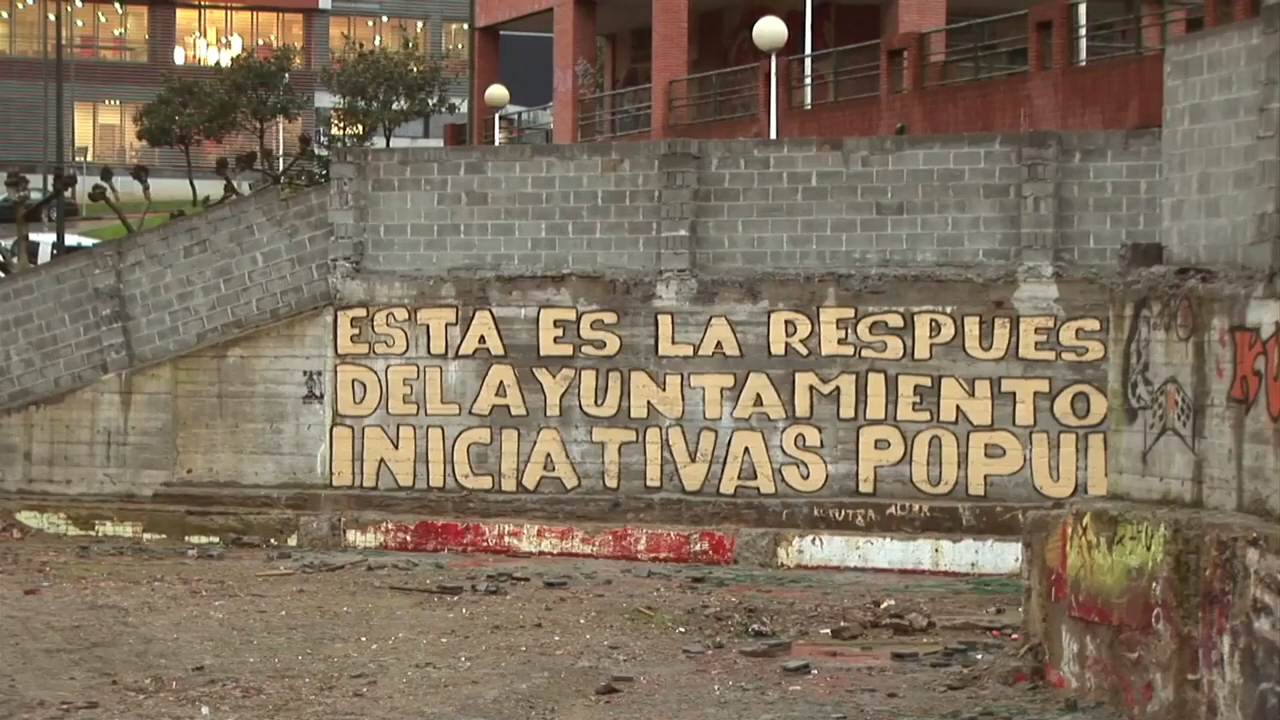 ESTA ES LA RESPUES
DEL AYUNTAMIENTO
INICIATIVAS POPUL